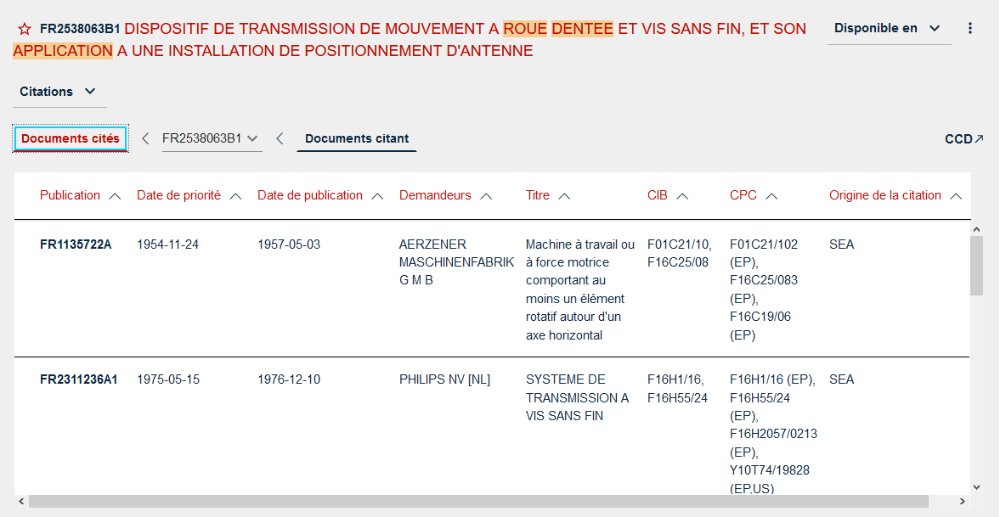 FR2538063B1 DISPOSITIF DE TRANSMISSION DE MOUVEMENT A ROUE DENTEE ET VIS SANS FIN, ET SON
APPLICATION A UNE INSTALLATION DE POSITIONNEMENT D'ANTENNE
Disponible en
Citations
Documents cités
FR2538063B1
Documents citant
CCD
Publication Date de priorité Date de publication Demandeurs Titre CIB CPC Origine de la citation
FR1135722A
1954-11-24
1957-05-03
AERZENER
MASCHINENFABRIK
G M B
Machine à travail ou
à force motrice
comportant au
moins un élément
rotatif autour d'un
axe horizontal
F01C21/10,
F16C25/08
F01C21/102
(EP),
F16C25/083
(EP),
F16C19/06
(EP)
SEA
FR2311236A1
1975-05-15
1976-12-10
PHILIPS NV [NL]
SYSTEME DE
TRANSMISSION A
VIS SANS FIN
F16H1/16,
F16H55/24
F16H1/16 (EP),
F16H55/24
(EP),
F16H2057/0213
(EP),
Y10T74/19828
(EP,US)
SEA